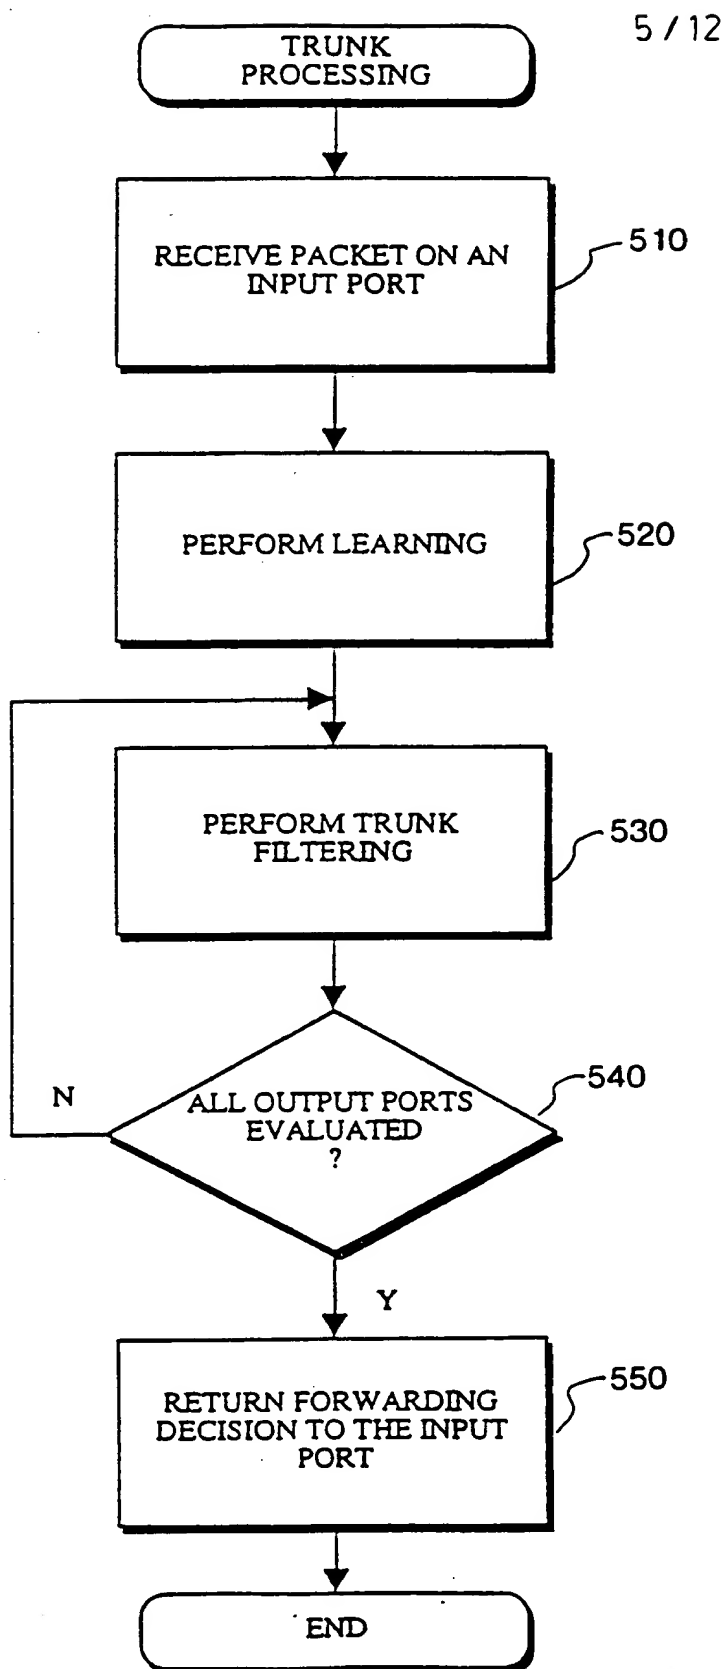 5/12
TRUNK
PROCESSING
RECEIVE PACKET ON AN
INPUT PORT
510
PERFORM LEARNING
520
PERFORM TRUNK
FILTERING
530
N
ALL OUTPUT PORTS
EVALUATED
?
540
Y
RETURN FORWARDING
DECISION TO THE INPUT
PORT
550
END